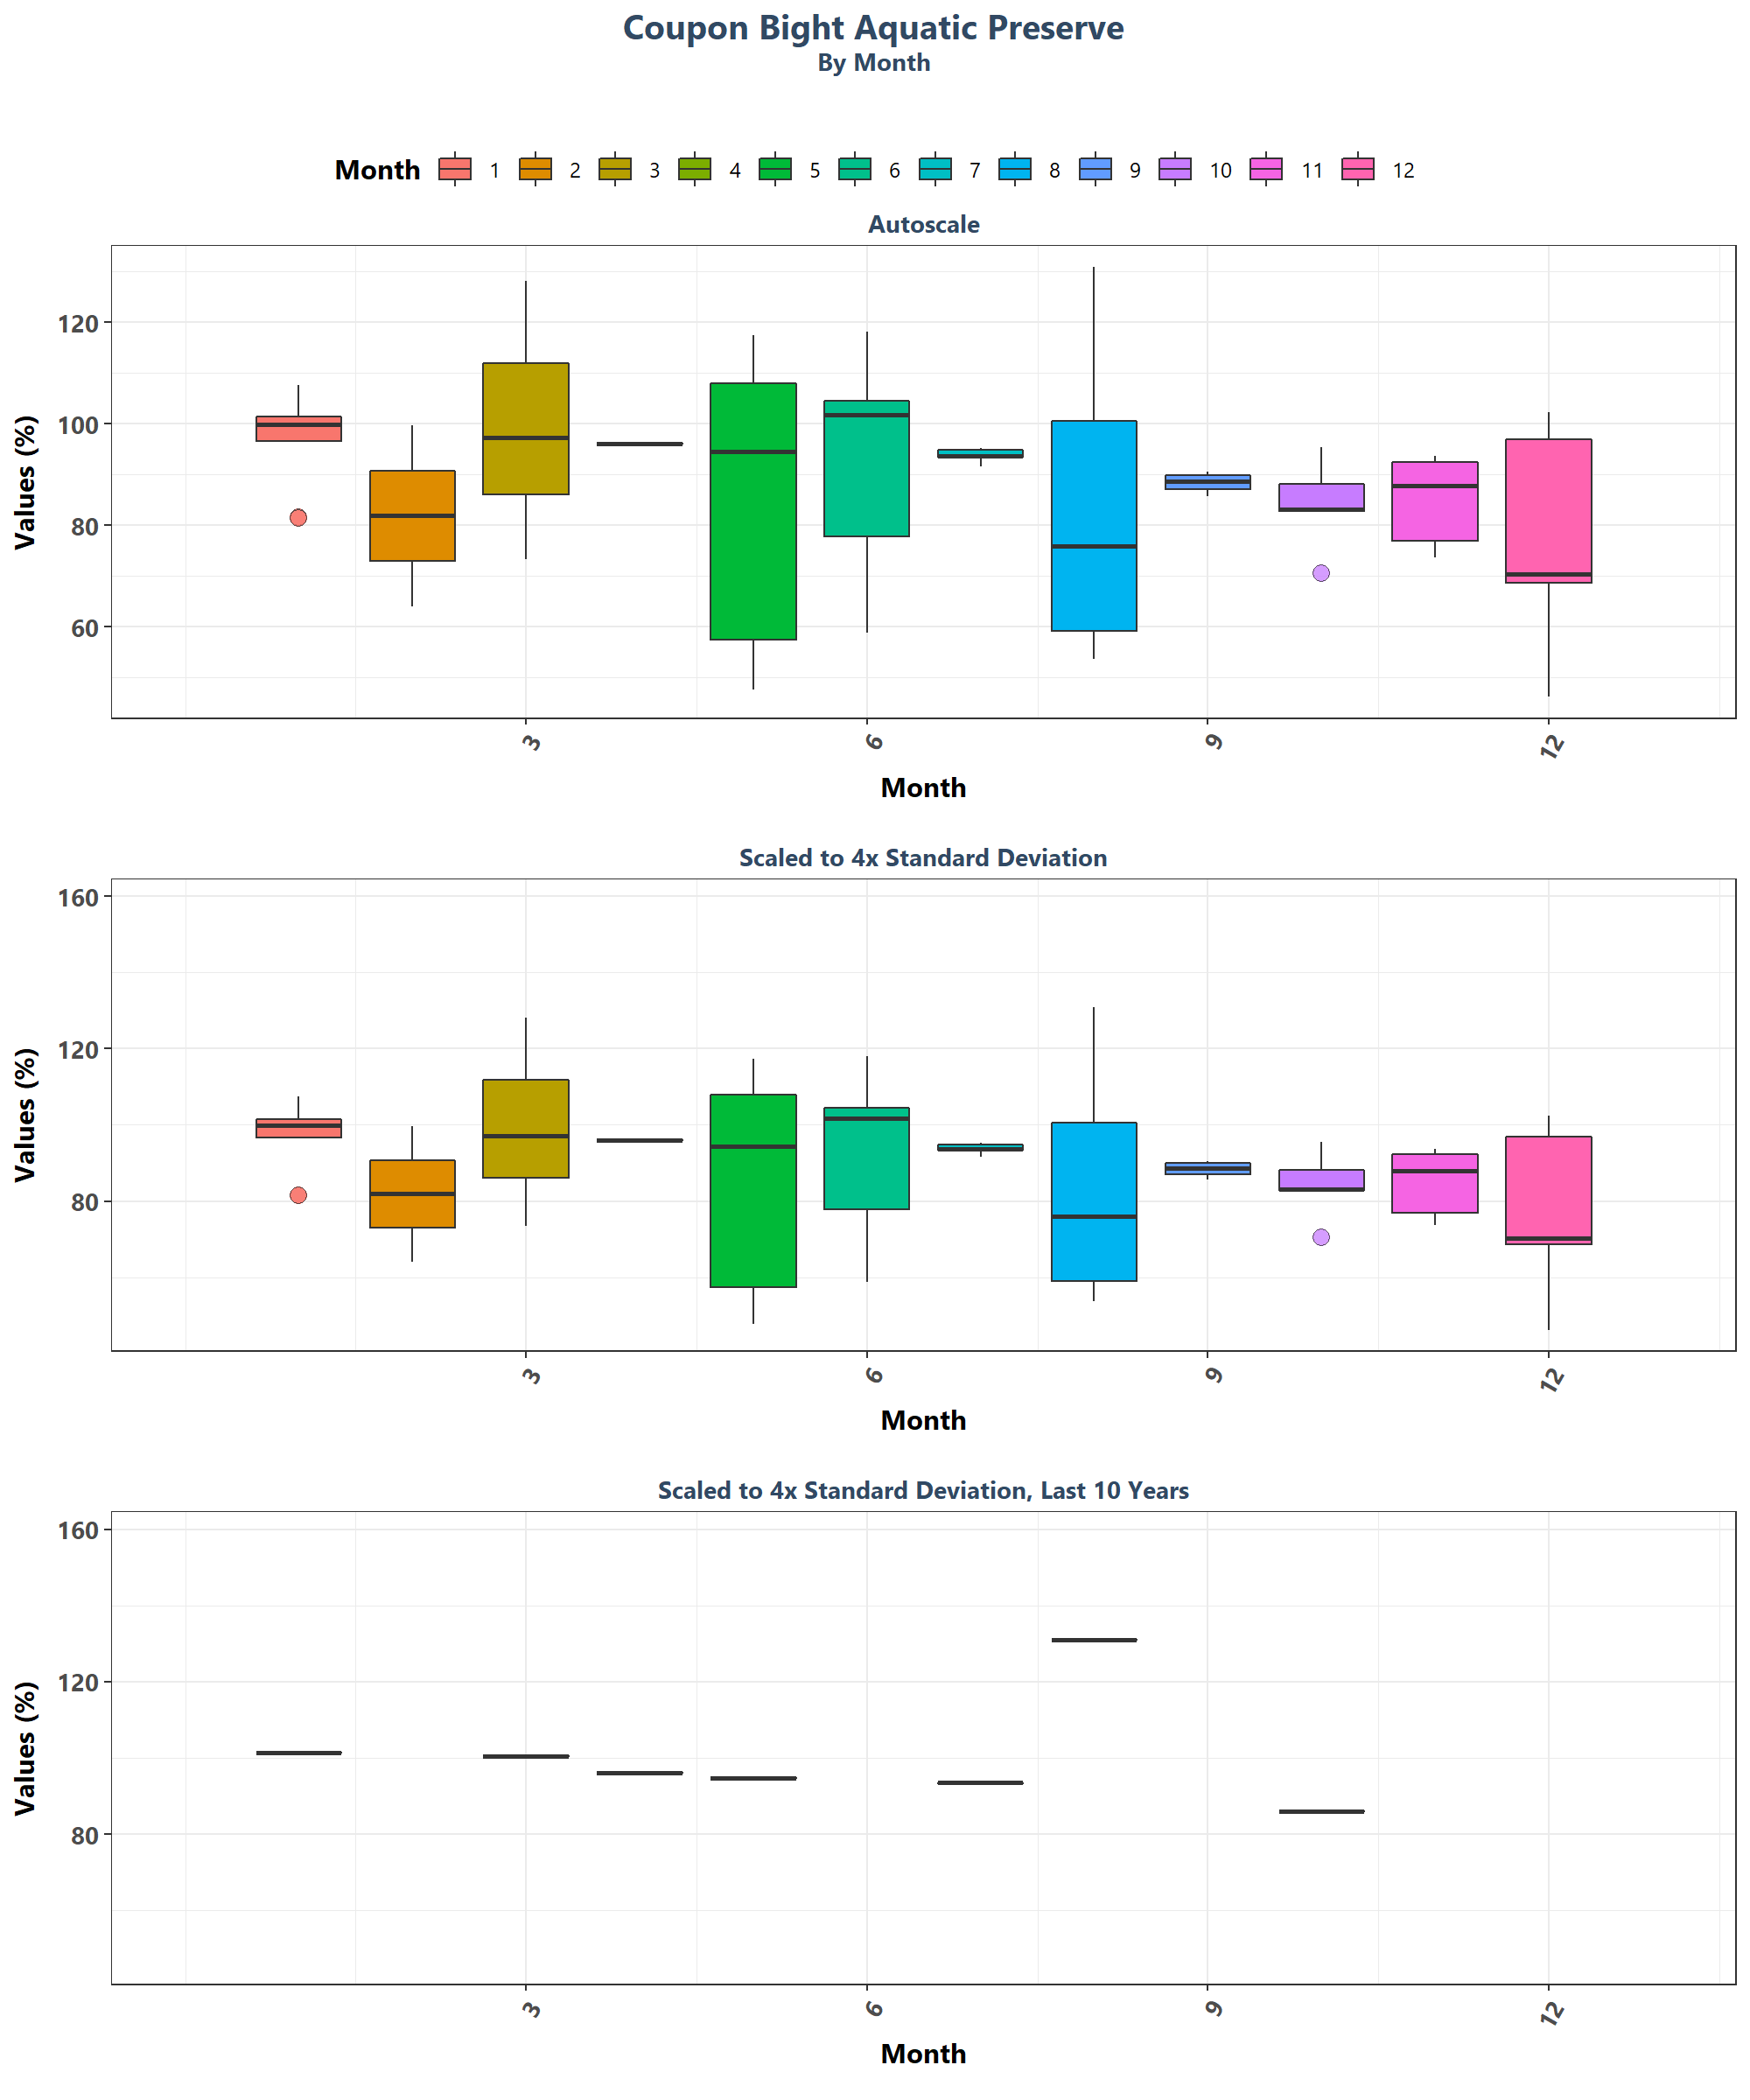 Coupon Bight Aquatic Preserve
By Month
Month 1 2 3 4 5 6 7 8 9 10 11 12
Autoscale
Values (%)
120
100
80
60
3 6 9 12
Month
Scaled to 4x Standard Deviation
Values (%)
160
120
80
3 6 9 12
Month
Scaled to 4x Standard Deviation, Last 10 Years
Values (%)
160
120
80
3 6 9 12
Month